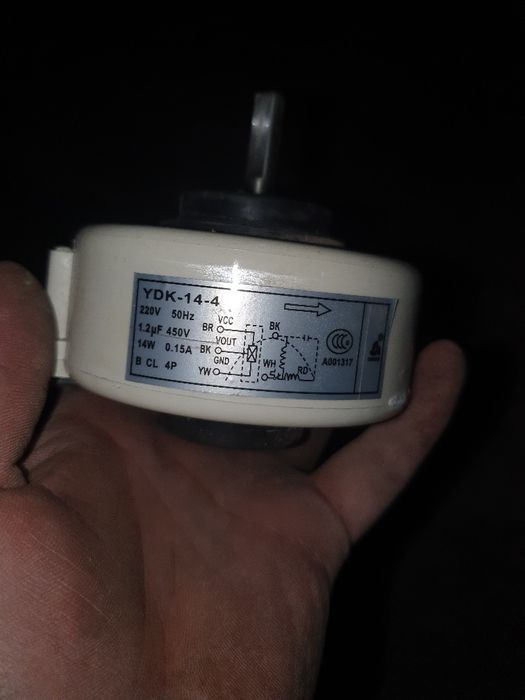 YDK-14-4
220V 50Hz
1.2μF 450V
14W 0.15A
B CL 4P
VCC
BR
VOUT
BK
GND
YW
BK
WH
RD
CCC
A001317